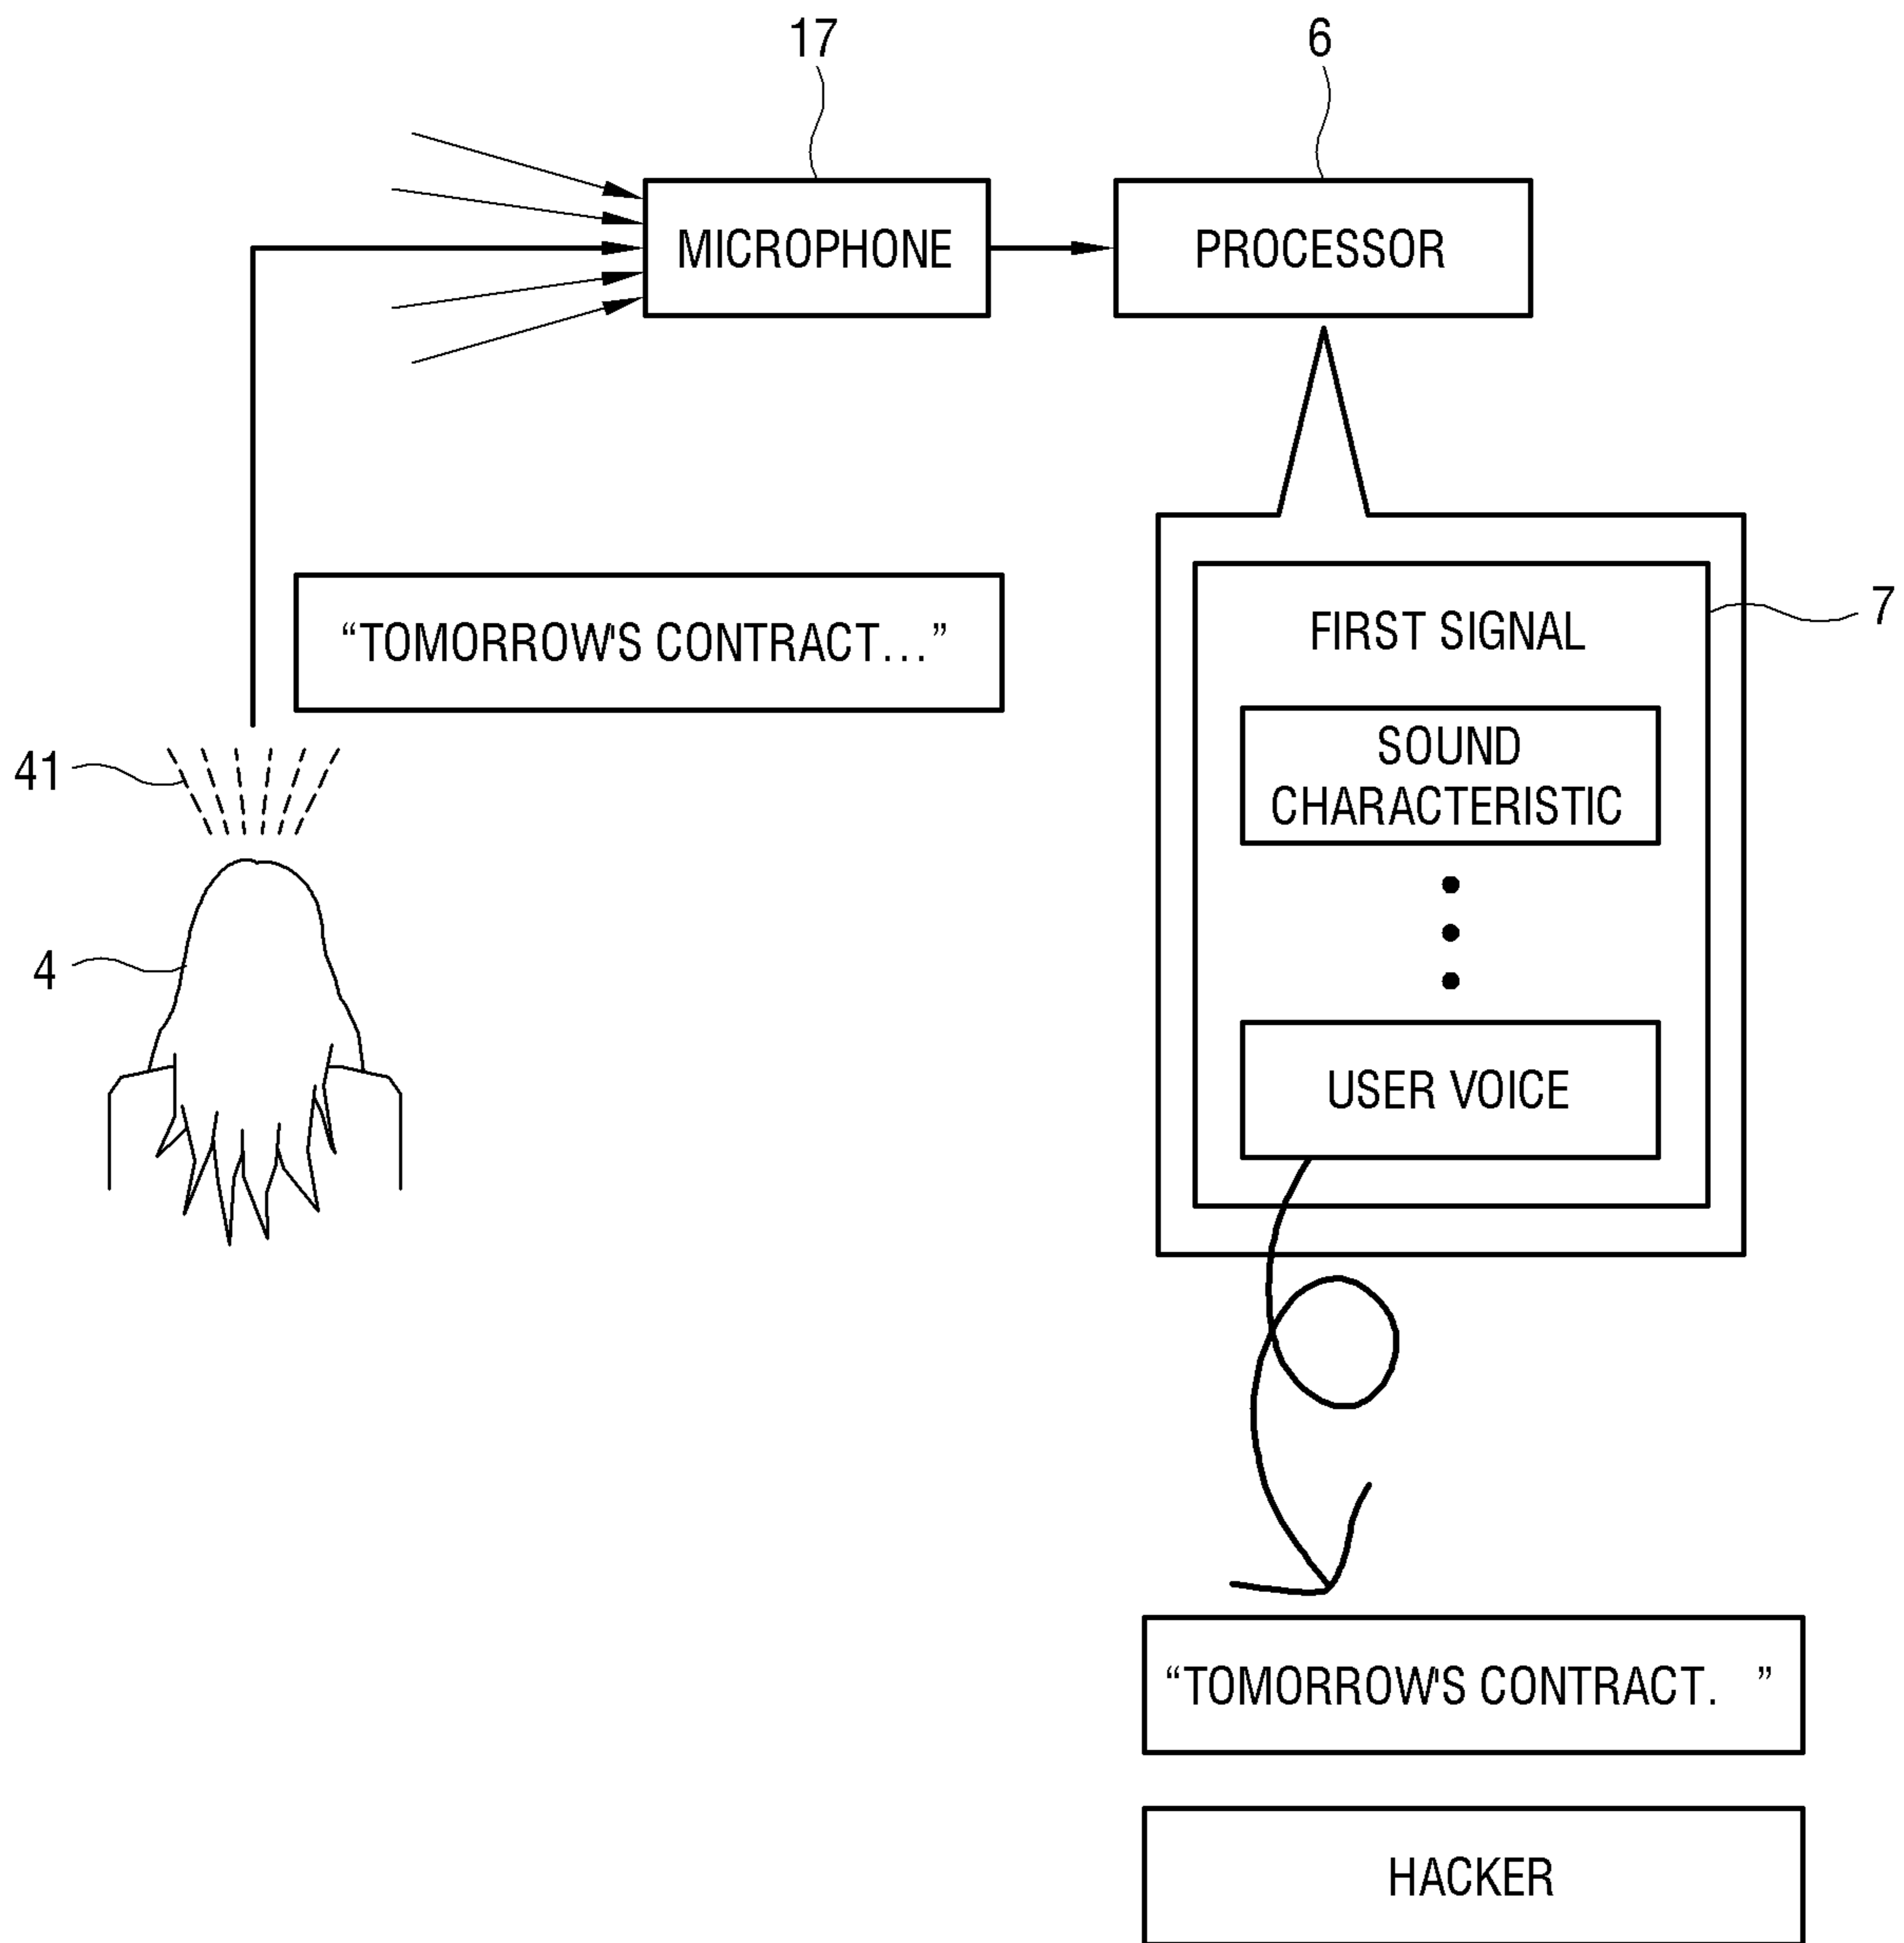 17
6
MICROPHONE
PROCESSOR
“TOMORROW'S CONTRACT...”
FIRST SIGNAL
7
SOUND
CHARACTERISTIC
41
4
USER VOICE
“TOMORROW'S CONTRACT. ”
HACKER